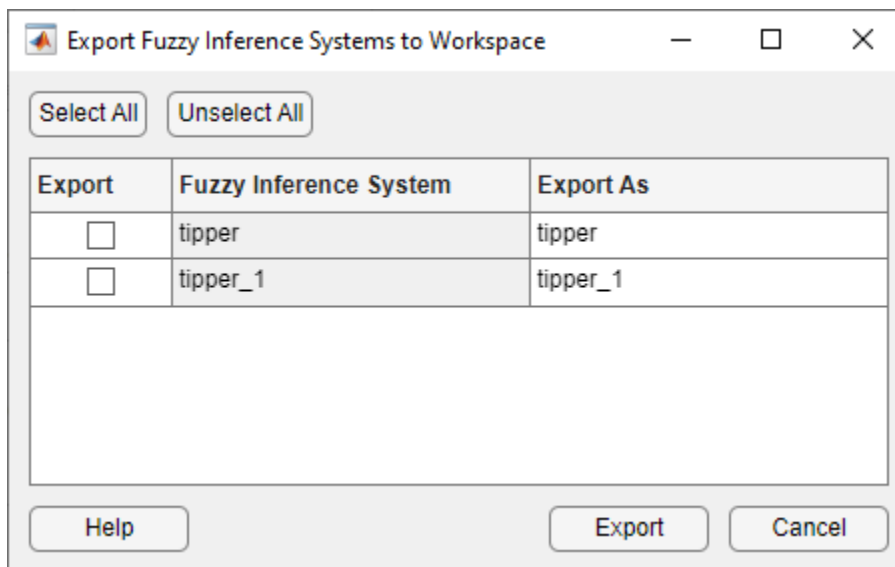 Export Fuzzy Inference Systems to Workspace
Select All Unselect All
Export Fuzzy Inference System Export As
tipper tipper
tipper_1 tipper_1
Help Export Cancel